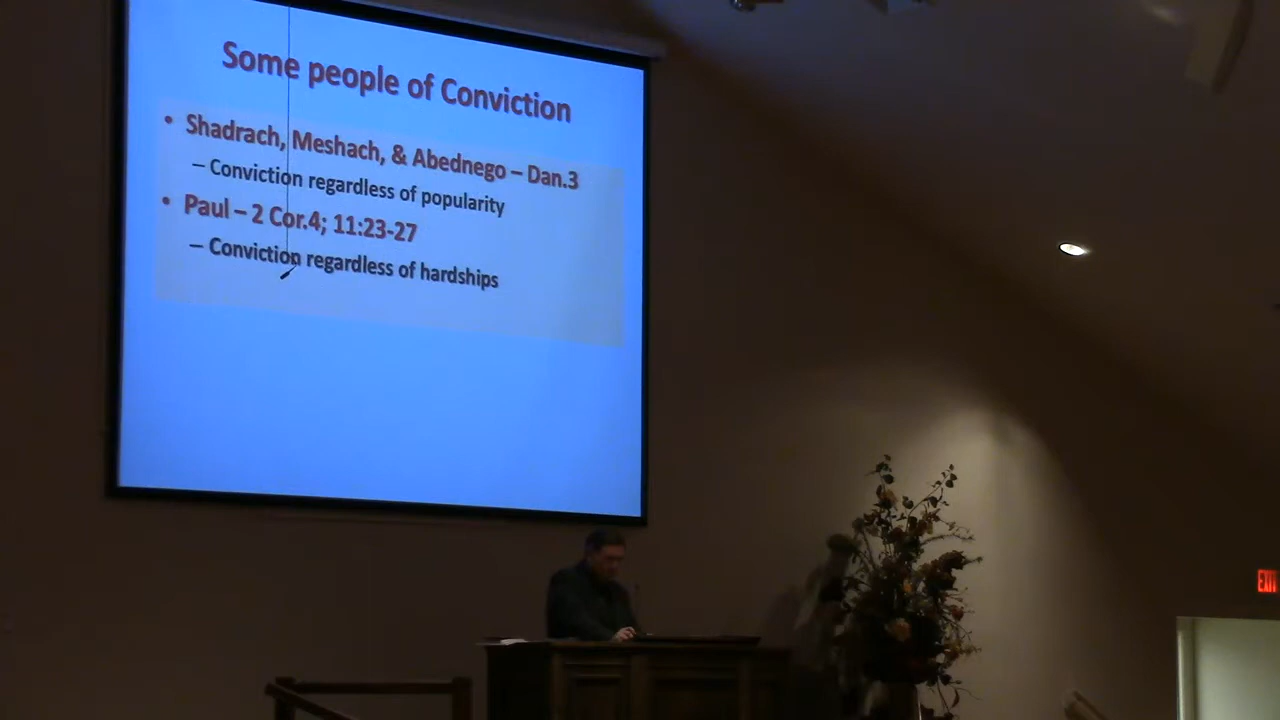 Some people of Conviction
• Shadrach, Meshach, & Abednego – Dan.3
– Conviction regardless of popularity
• Paul – 2 Cor.4; 11:23-27
– Conviction regardless of hardships
EXIT